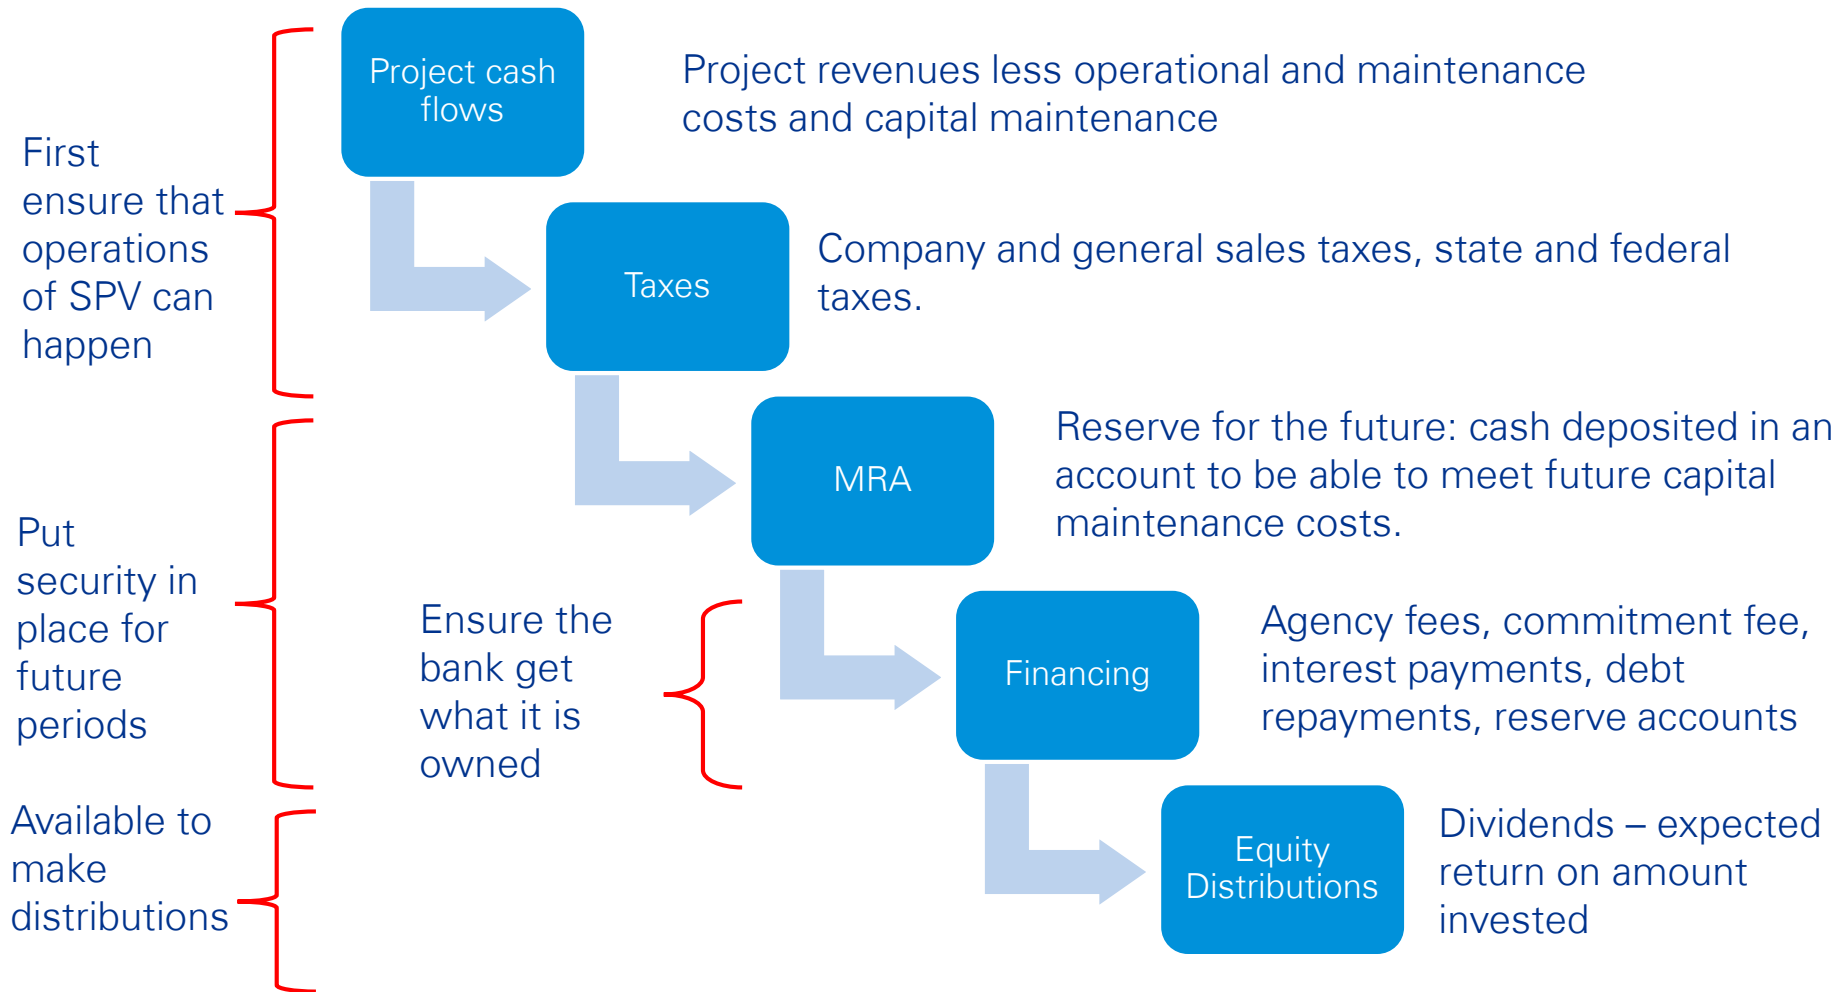 Project cash
flows
Project revenues less operational and maintenance
costs and capital maintenance
First
ensure that
operations
of SPV can
happen
Taxes
Company and general sales taxes, state and federal
taxes.
MRA
Reserve for the future: cash deposited in an
account to be able to meet future capital
maintenance costs.
Put
security in
place for
future
periods
Ensure the
bank get
what it is
owned
Financing
Agency fees, commitment fee,
interest payments, debt
repayments, reserve accounts
Available to
make
distributions
Equity
Distributions
Dividends – expected
return on amount
invested